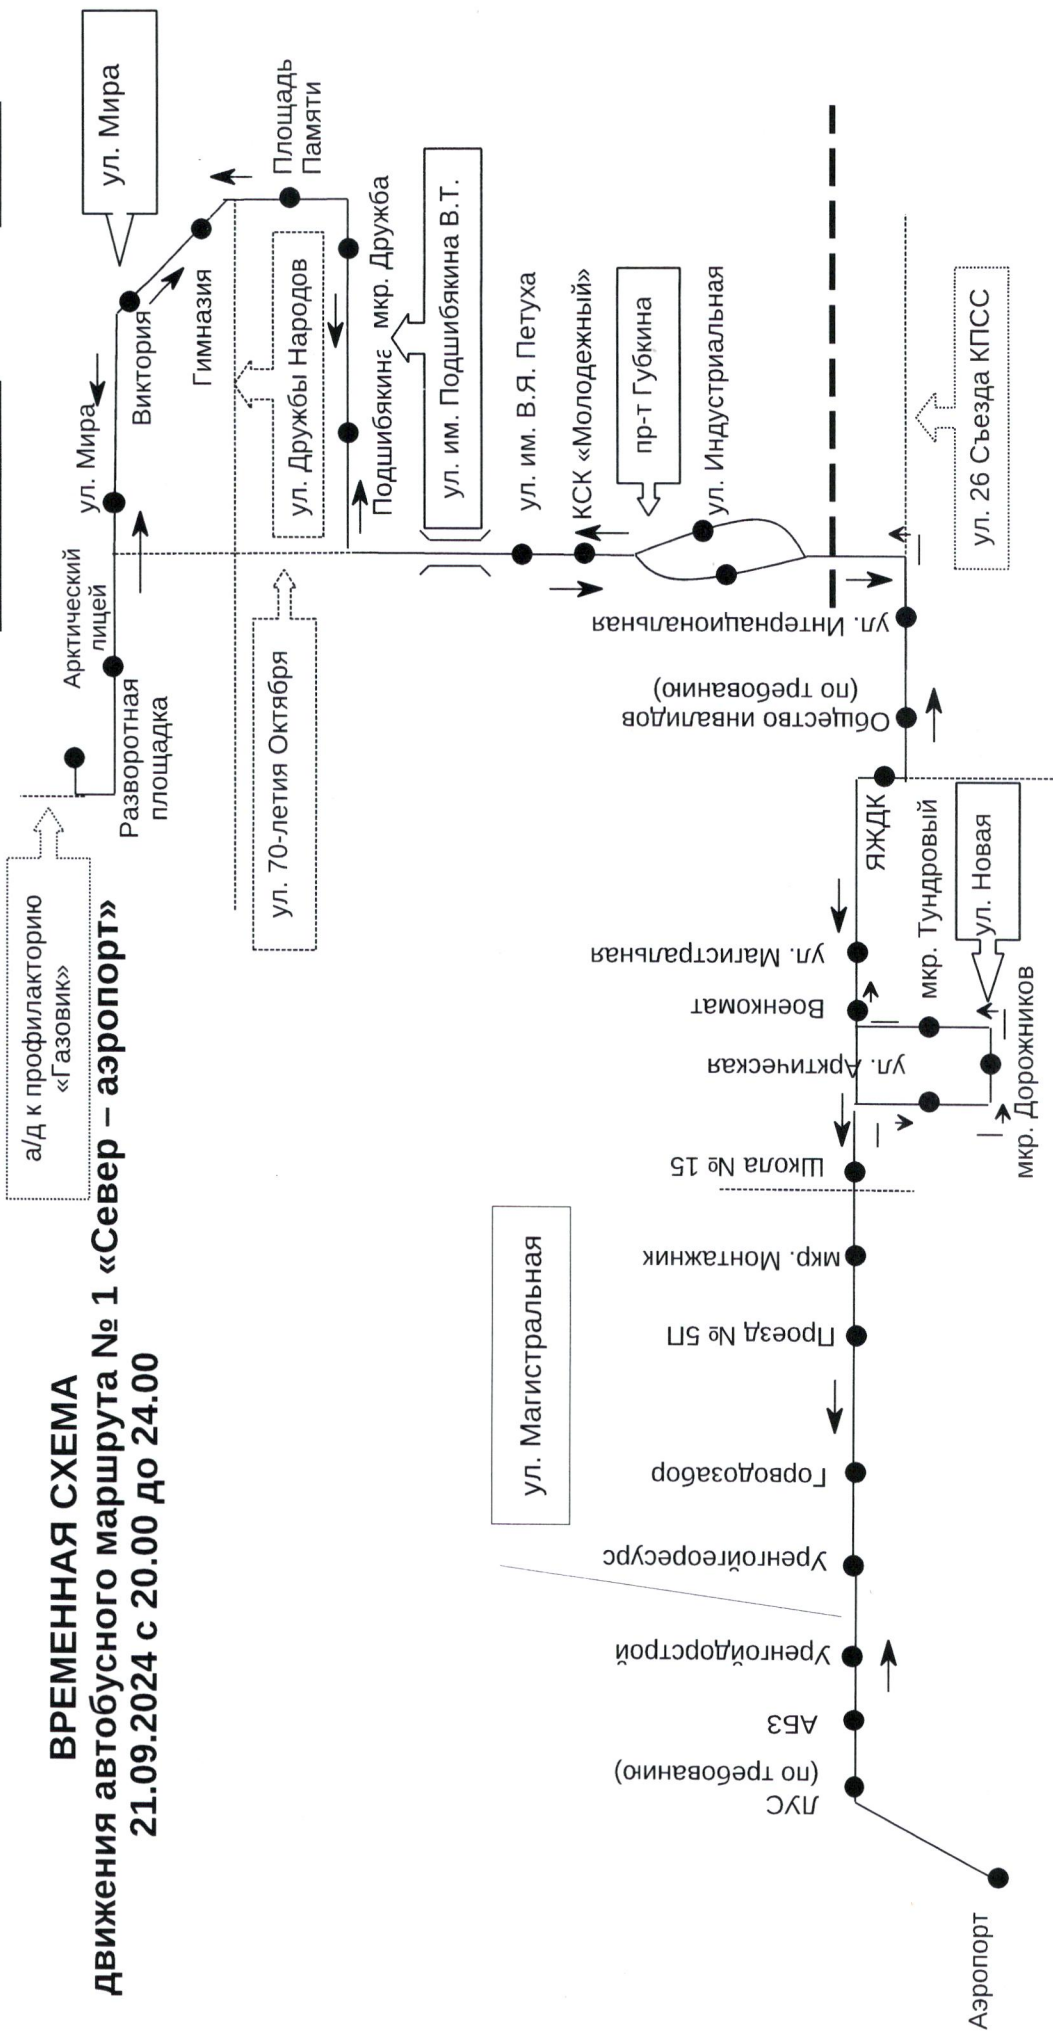 ВРЕМЕННАЯ СХЕМА
движения автобусного маршрута № 1 «Север – аэропорт»
21.09.2024 с 20.00 до 24.00
а/д к профилакторию
«Газовик»
Разворотная
площадка
Арктический
лицей
ул. Мира
Виктория
ул. Мира
Гимназия
Площадь
Памяти
ул. Дружбы Народов
ул. 70-летия Октября
Подшибякина
мкр. Дружба
ул. им. Подшибякина В.Т.
ул. им. В.Я. Петуха
КСК «Молодежный»
пр-т Губкина
ул. Индустриальная
ул. 26 Съезда КПСС
ул. Интернациональная
Общество инвалидов
(по требованию)
ЯЖДК
мкр. Тундровый
ул. Новая
мкр. Дорожников
ул. Магистральная
Военкомат
ул. Арктическая
Школа № 15
мкр. Монтажник
Проезд № 5П
ул. Магистральная
Горводозабор
Уренгойгеоресурс
Уренгойдорстрой
АБЗ
ЛУС
(по требованию)
Аэропорт